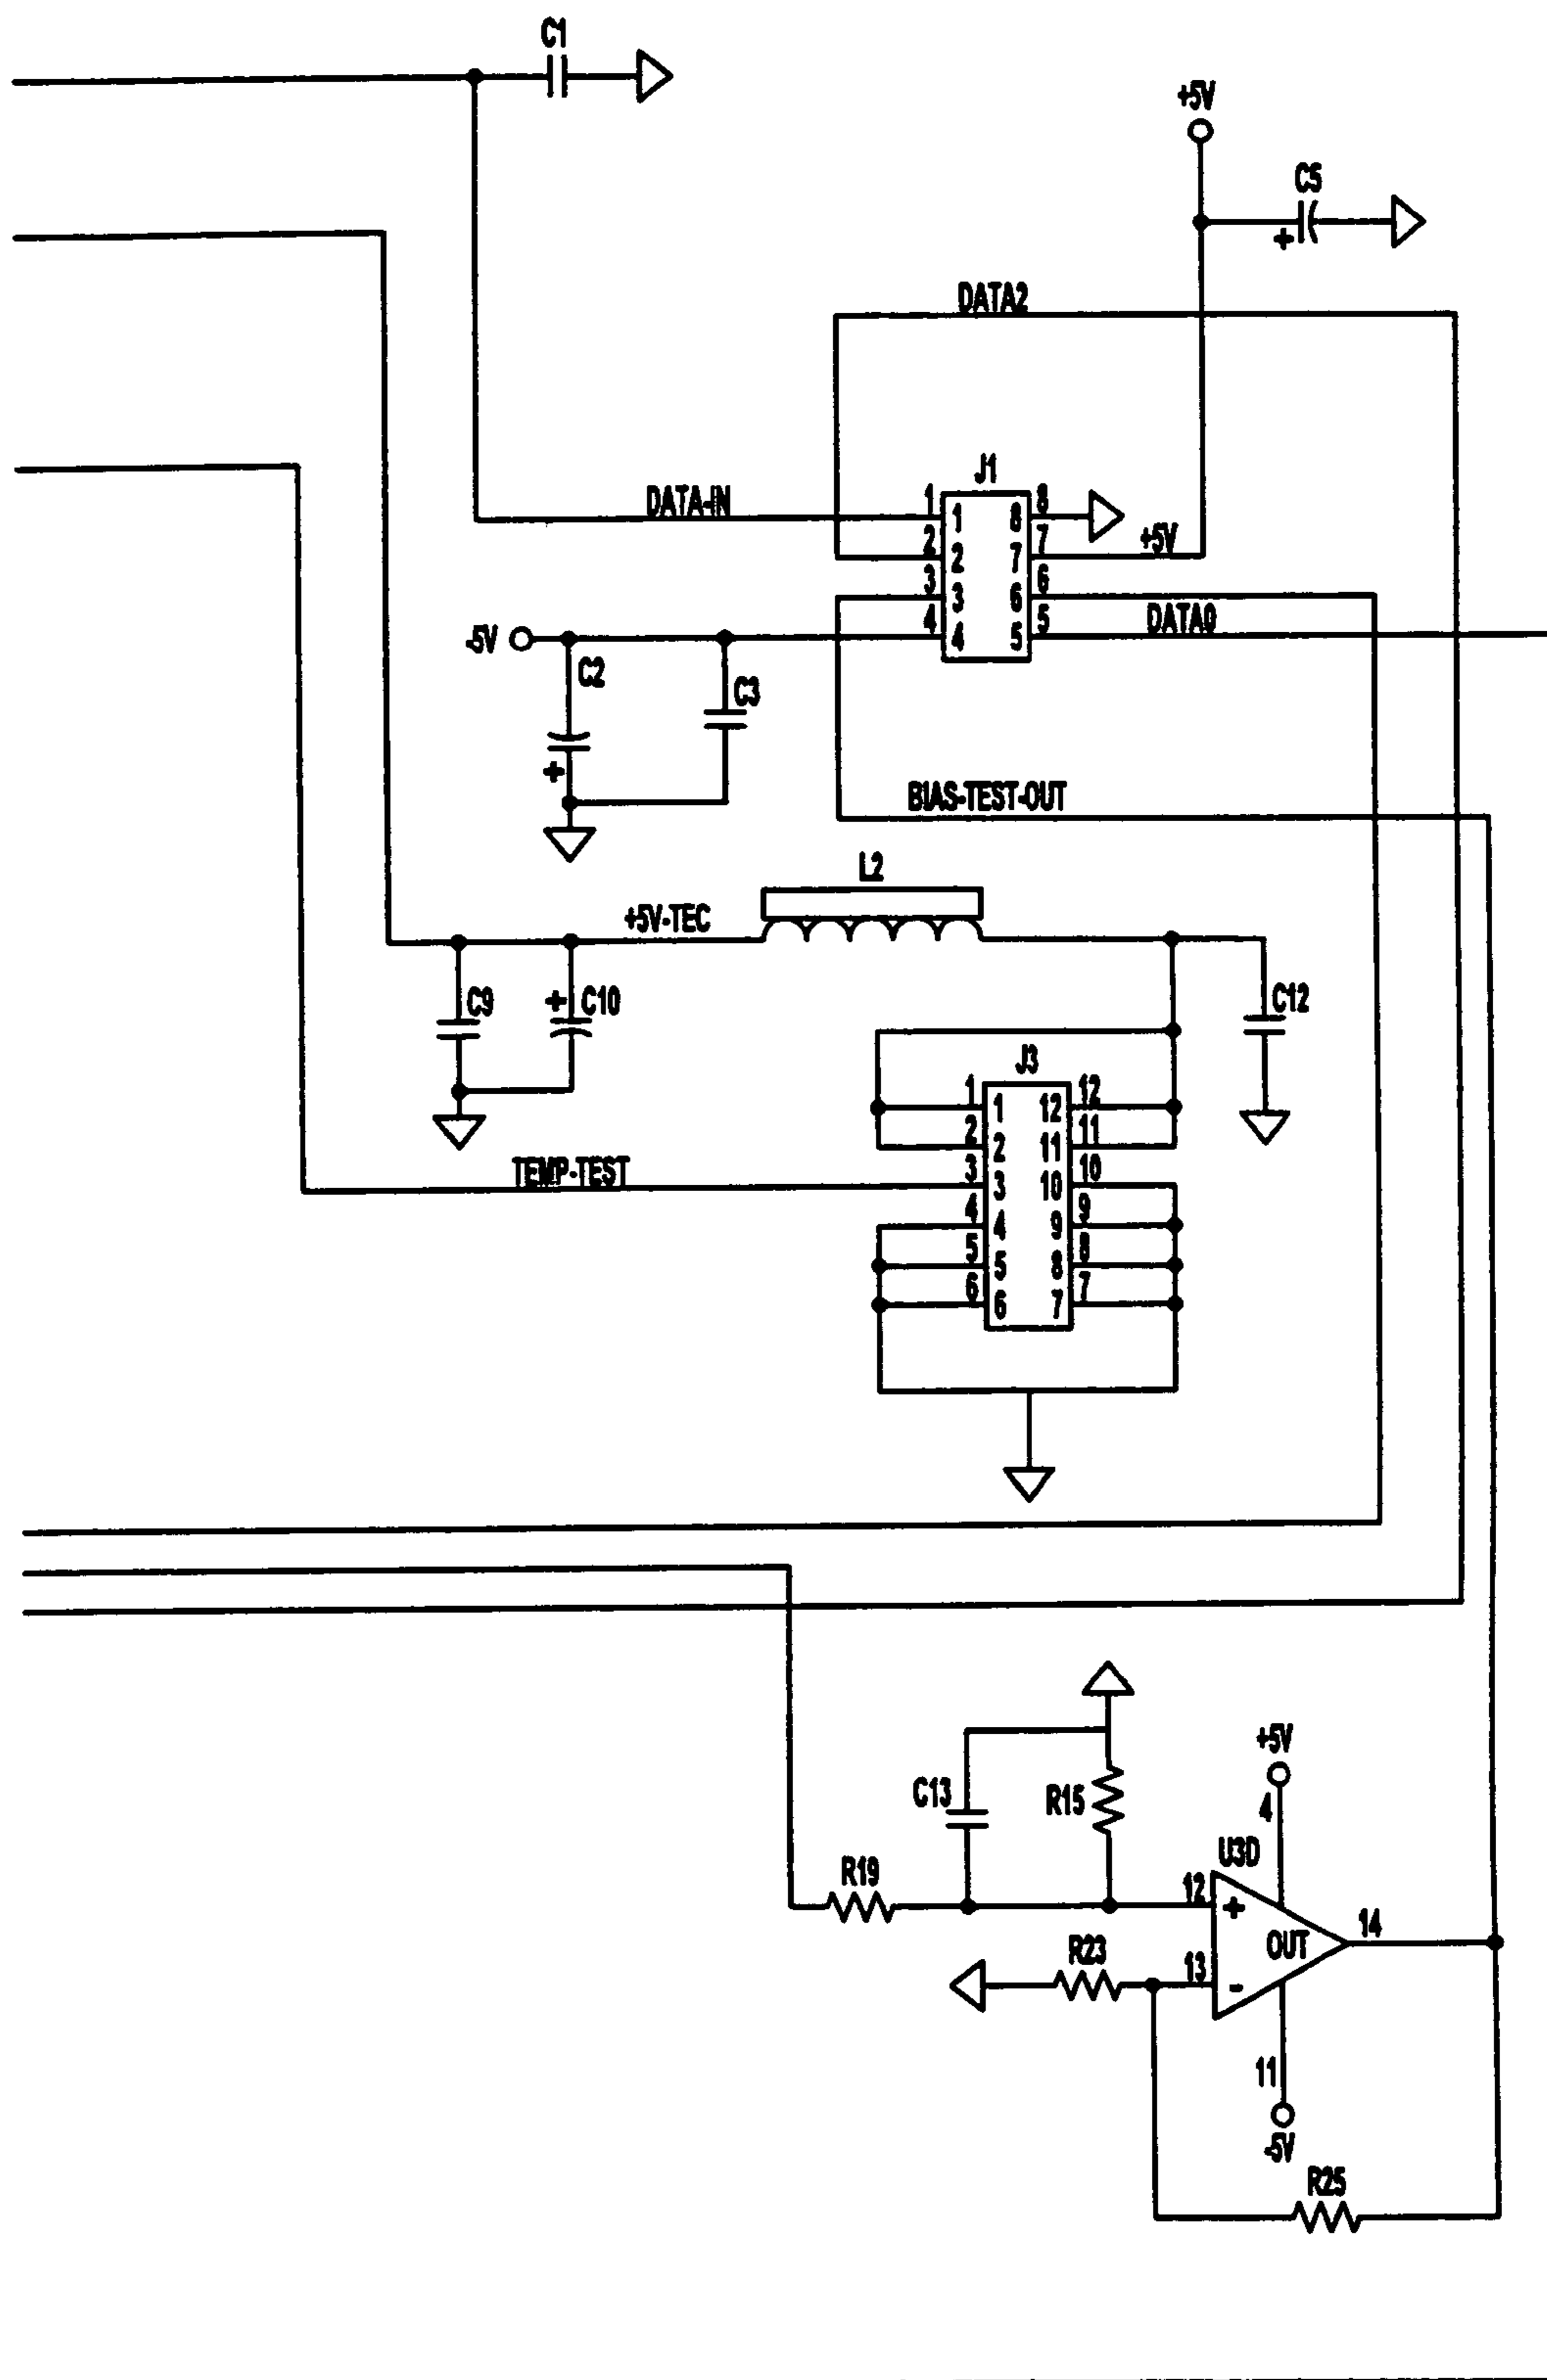 C1
+5V
C5
+
DATA2
J1
DATA-IN
1 1 8 8
2 2 7 7 +5V
3 3 6 6
4 4 5 5 DATA0
-5V
C2
C3
+
BIAS-TEST-OUT
L2
+5V-TEC
C9
+ C10
C12
J3
1 1 12 12
2 2 11 11
TEMP-TEST
3 3 10 10
4 4 9 9
5 5 8 8
6 6 7 7
+5V
C13
R15
4
U3D
R19
12
+
OUT
14
R23
13
-
11
-5V
R25